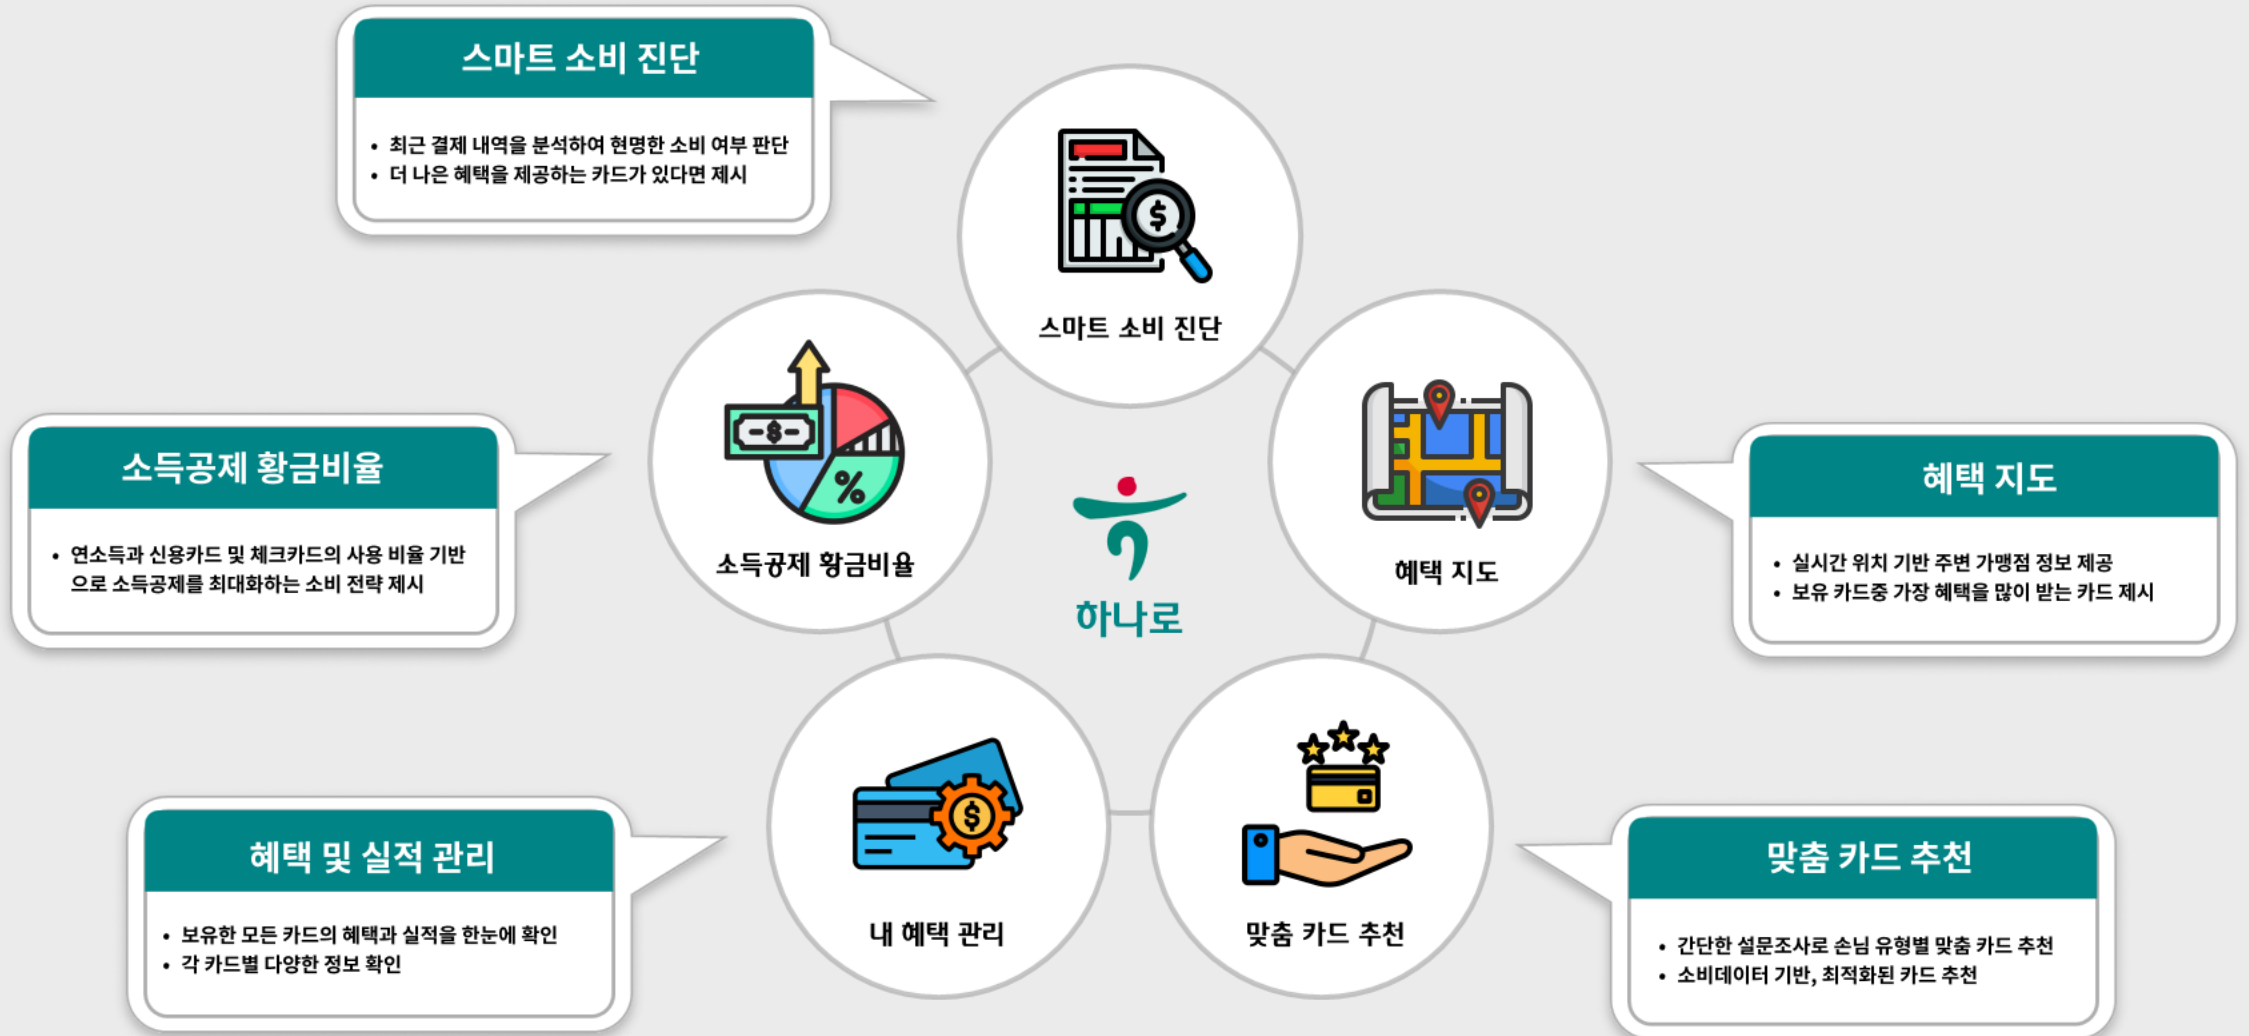 스마트 소비 진단
• 최근 결제 내역을 분석하여 현명한 소비 여부 판단
• 더 나은 혜택을 제공하는 카드가 있다면 제시
$
스마트 소비 진단
소득공제 황금비율
• 연소득과 신용카드 및 체크카드의 사용 비율 기반
으로 소득공제를 최대화하는 소비 전략 제시
-$-
%
소득공제 황금비율
하나로
혜택 지도
혜택 지도
• 실시간 위치 기반 주변 가맹점 정보 제공
• 보유 카드중 가장 혜택을 많이 받는 카드 제시
혜택 및 실적 관리
• 보유한 모든 카드의 혜택과 실적을 한눈에 확인
• 각 카드별 다양한 정보 확인
$
내 혜택 관리
맞춤 카드 추천
맞춤 카드 추천
• 간단한 설문조사로 손님 유형별 맞춤 카드 추천
• 소비데이터 기반, 최적화된 카드 추천